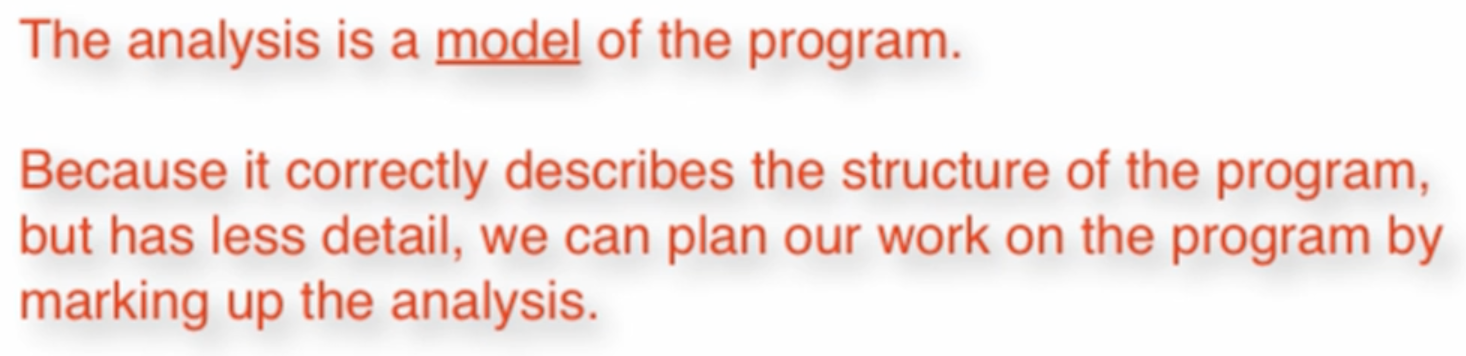 The analysis is a model of the program.
Because it correctly describes the structure of the program,
but has less detail, we can plan our work on the program by
marking up the analysis.